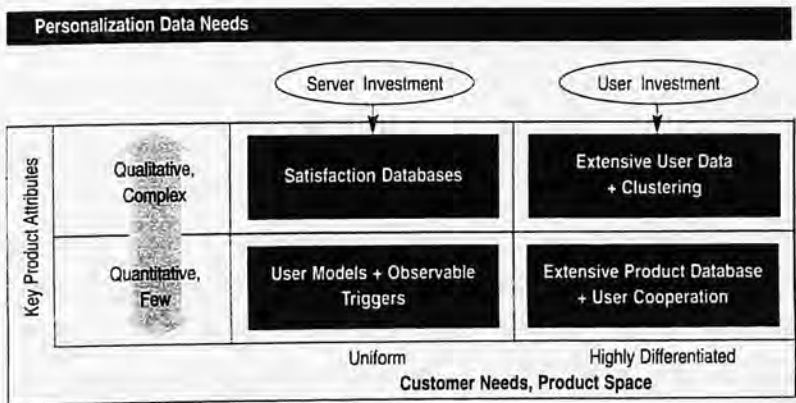 Personalization Data Needs
Server Investment
User Investment
Key Product Attributes
Qualitative,
Complex
Satisfaction Databases
Extensive User Data
+ Clustering
Quantitative,
Few
User Models + Observable
Triggers
Extensive Product Database
+ User Cooperation
Uniform
Highly Differentiated
Customer Needs, Product Space